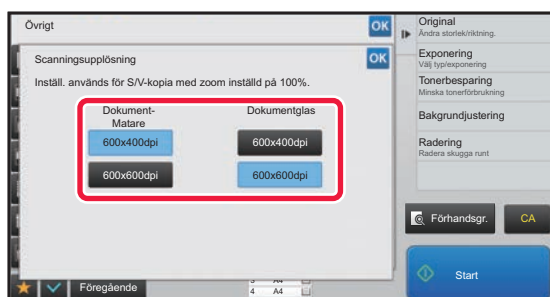 Övrigt
OK
Scanningsupplösning
OK
Inställ. används för S/V-kopia med zoom inställd på 100%.
Dokument-
Matare
Dokumentglas
600x400dpi
600x400dpi
600x600dpi
600x600dpi
Föregående
4 A4
Original
Ändra storlek/riktning.
Exponering
Välj typ/exponering
Tonerbesparing
Minska tonerförbrukning
Bakgrundjustering
Radering
Radera skugga runt
Förhandsgr.
CA
Start